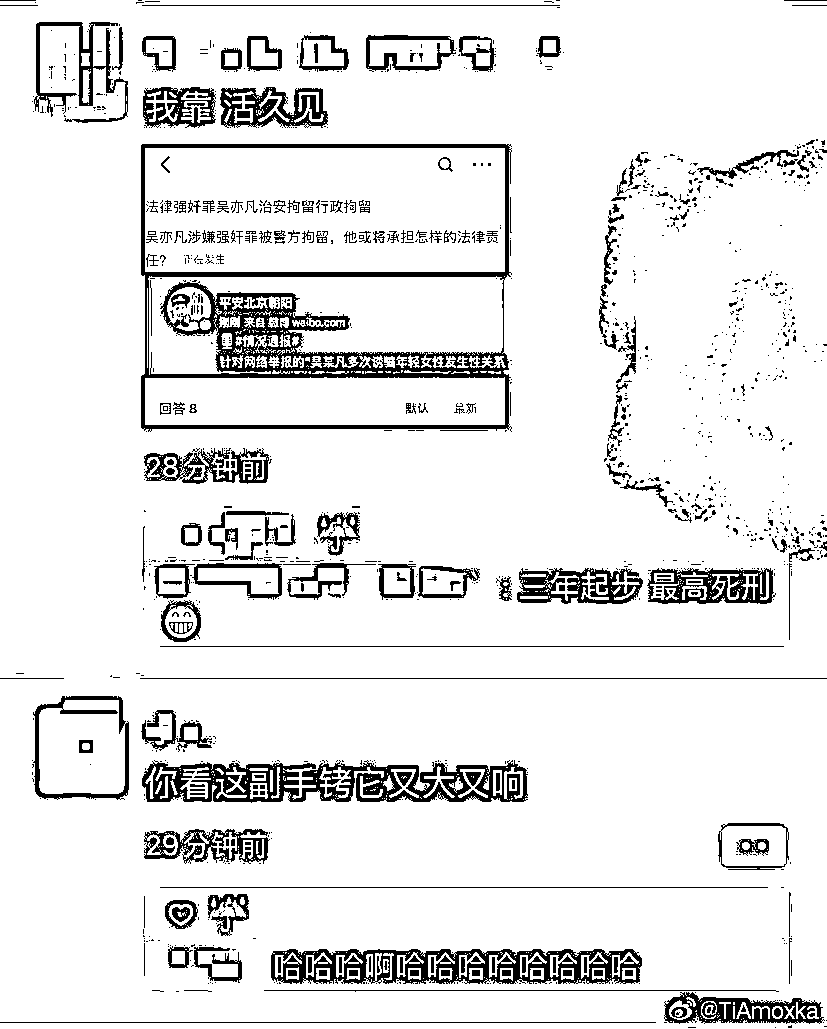 我靠 活久见
法律强奸罪吴亦凡治安拘留行政拘留
吴亦凡涉嫌强奸罪被警方拘留，他或将承担怎样的法律责
任？ 正在发生
平安北京朝阳
刚刚 来自 微博 weibo.com
#情况通报#
针对网络举报的“吴某凡多次诱骗年轻女性发生性关系
回答 8 默认 最新
28分钟前
：三年起步 最高死刑
你看这副手铐它又大又响
29分钟前
哈哈哈啊哈哈哈哈哈哈哈哈
@TiAmoxka